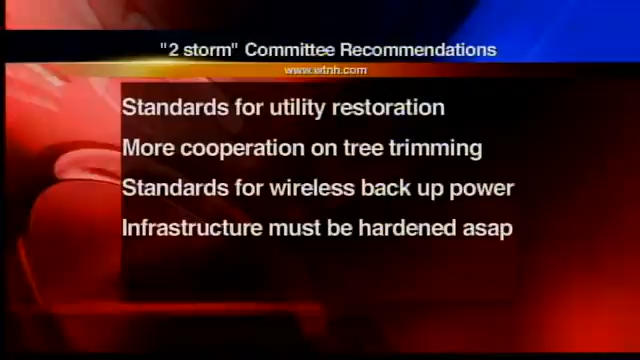 "2 storm" Committee Recommendations
www.wtnh.com
Standards for utility restoration
More cooperation on tree trimming
Standards for wireless back up power
Infrastructure must be hardened asap